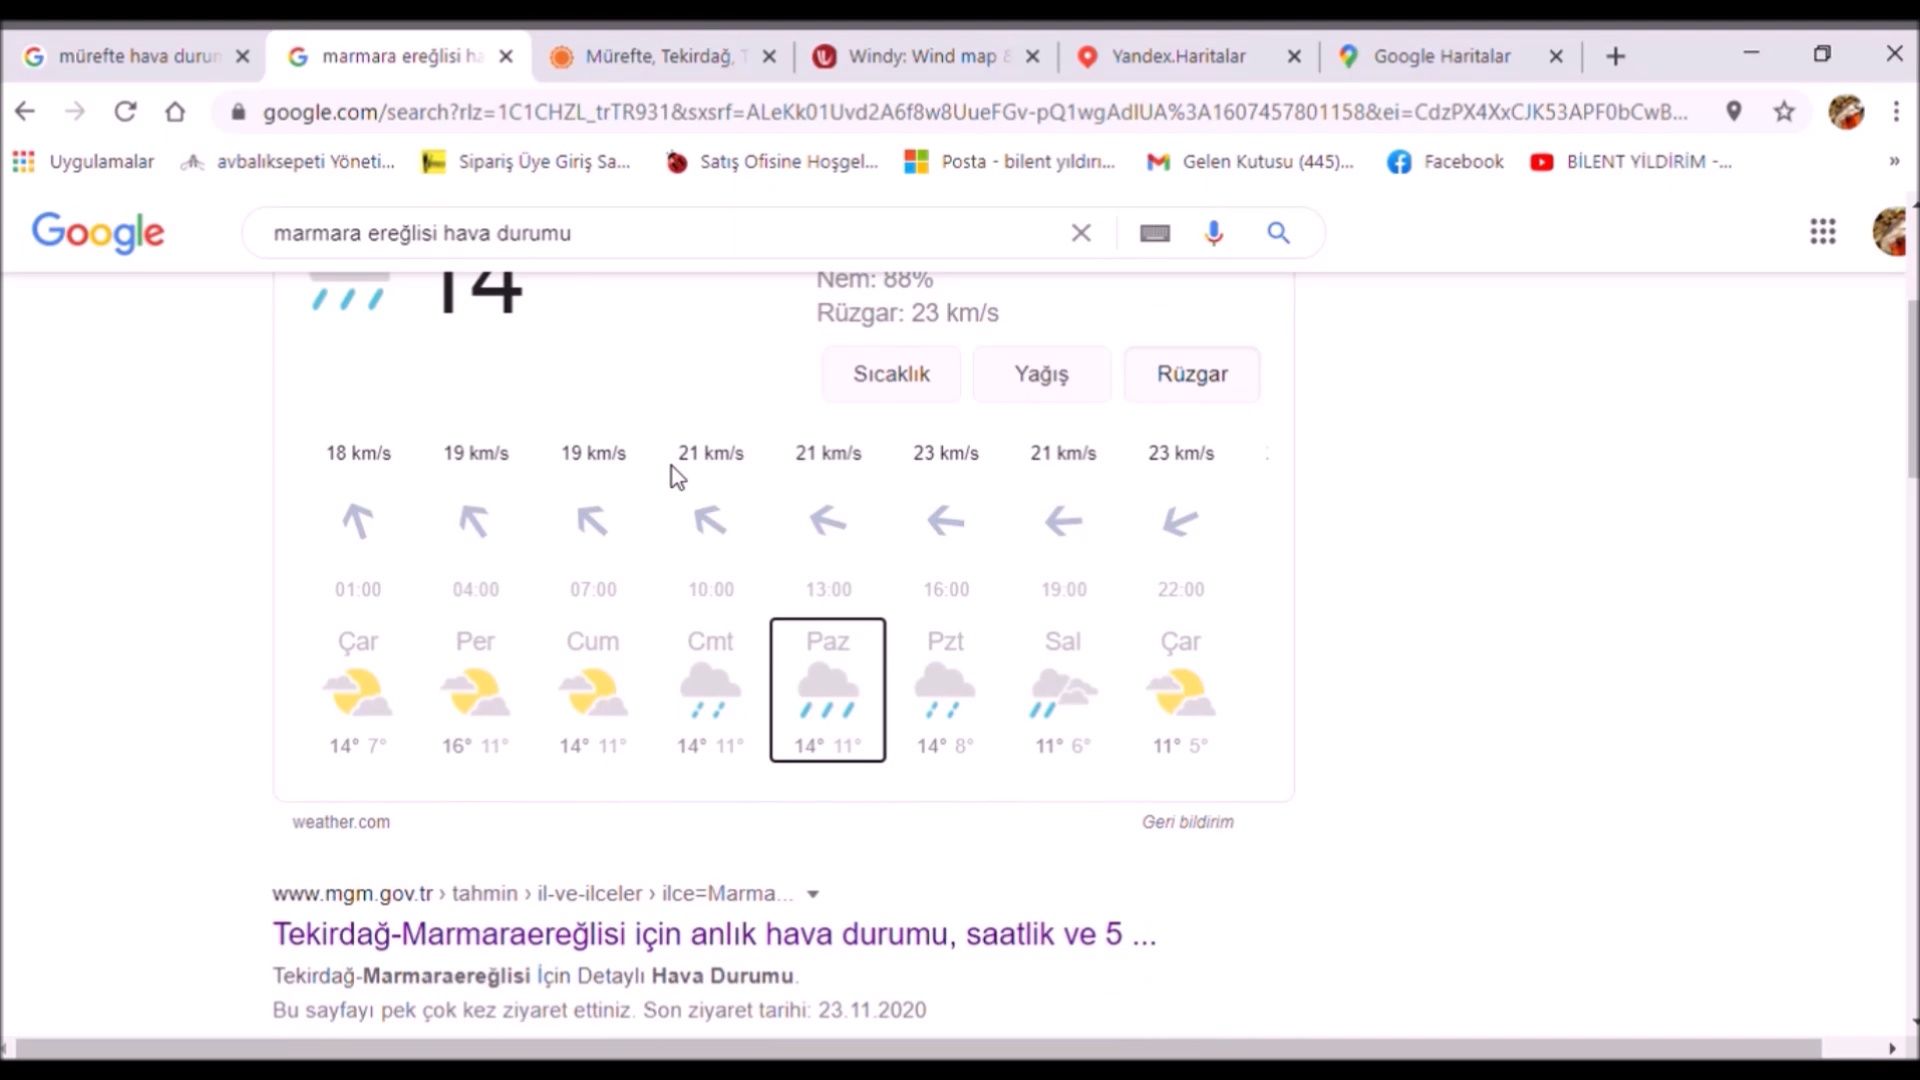 mürefte hava durun
marmara ereğlisi ha
Mürefte, Tekirdağ, T
Windy: Wind map &
Yandex.Haritalar
Google Haritalar
google.com/search?rlz=1C1CHZL_trTR931&sxsrf=ALeKk01Uvd2A6f8w8UueFGv-pQ1wgAdIUA%3A1607457801158&ei=CdzPX4XxCJK53APF0bCwB...
Uygulamalar
avbalıksepeti Yöneti...
Sipariş Üye Giriş Sa...
Satış Ofisine Hoşgel...
Posta - bilent yıldırı...
Gelen Kutusu (445)...
Facebook
BİLENT YİLDİRİM -...
»
Google
marmara ereğlisi hava durumu
14
Nem: 88%
Rüzgar: 23 km/s
Sıcaklık Yağış Rüzgar
18 km/s 19 km/s 19 km/s 21 km/s 21 km/s 23 km/s 21 km/s 23 km/s
01:00 04:00 07:00 10:00 13:00 16:00 19:00 22:00
Çar Per Cum Cmt Paz Pzt Sal Çar
14° 7° 16° 11° 14° 11° 14° 11° 14° 11° 14° 8° 11° 6° 11° 5°
weather.com
Geri bildirim
www.mgm.gov.tr › tahmin › il-ve-ilceler › ilce=Marma...
Tekirdağ-Marmaraereğlisi için anlık hava durumu, saatlik ve 5 ...
Tekirdağ-Marmaraereğlisi İçin Detaylı Hava Durumu.
Bu sayfayı pek çok kez ziyaret ettiniz. Son ziyaret tarihi: 23.11.2020